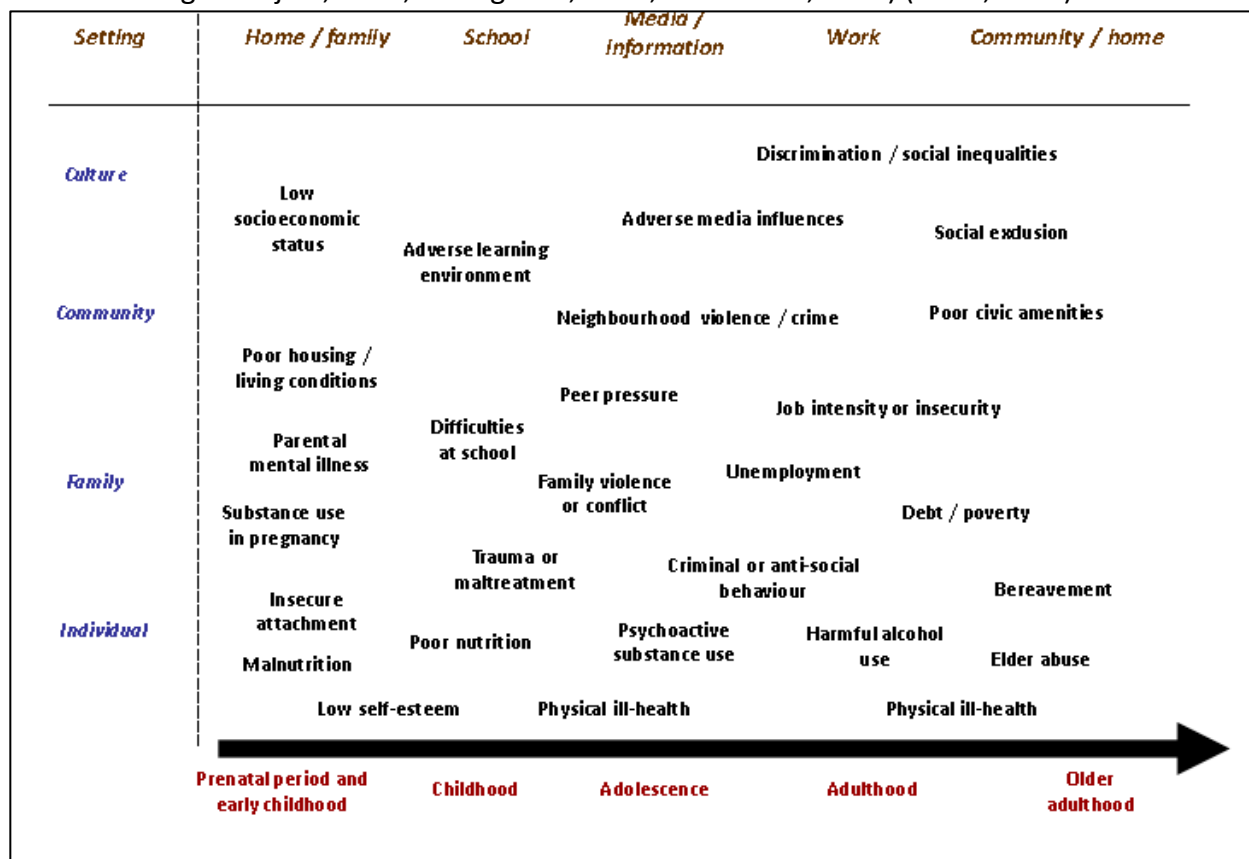 Setting
Home / family
School
Media /
information
Work
Community / home
Culture
Discrimination / social inequalities
Low
socioeconomic
status
Adverse media influences
Social exclusion
Adverse learning
environment
Community
Neighbourhood violence / crime
Poor civic amenities
Poor housing /
living conditions
Peer pressure
Job intensity or insecurity
Difficulties
at school
Parental
mental illness
Family
Family violence
or conflict
Unemployment
Substance use
in pregnancy
Debt / poverty
Trauma or
maltreatment
Criminal or anti-social
behaviour
Bereavement
Insecure
attachment
Individual
Poor nutrition
Psychoactive
substance use
Harmful alcohol
use
Elder abuse
Malnutrition
Low self-esteem
Physical ill-health
Physical ill-health
Prenatal period and
early childhood
Childhood
Adolescence
Adulthood
Older
adulthood